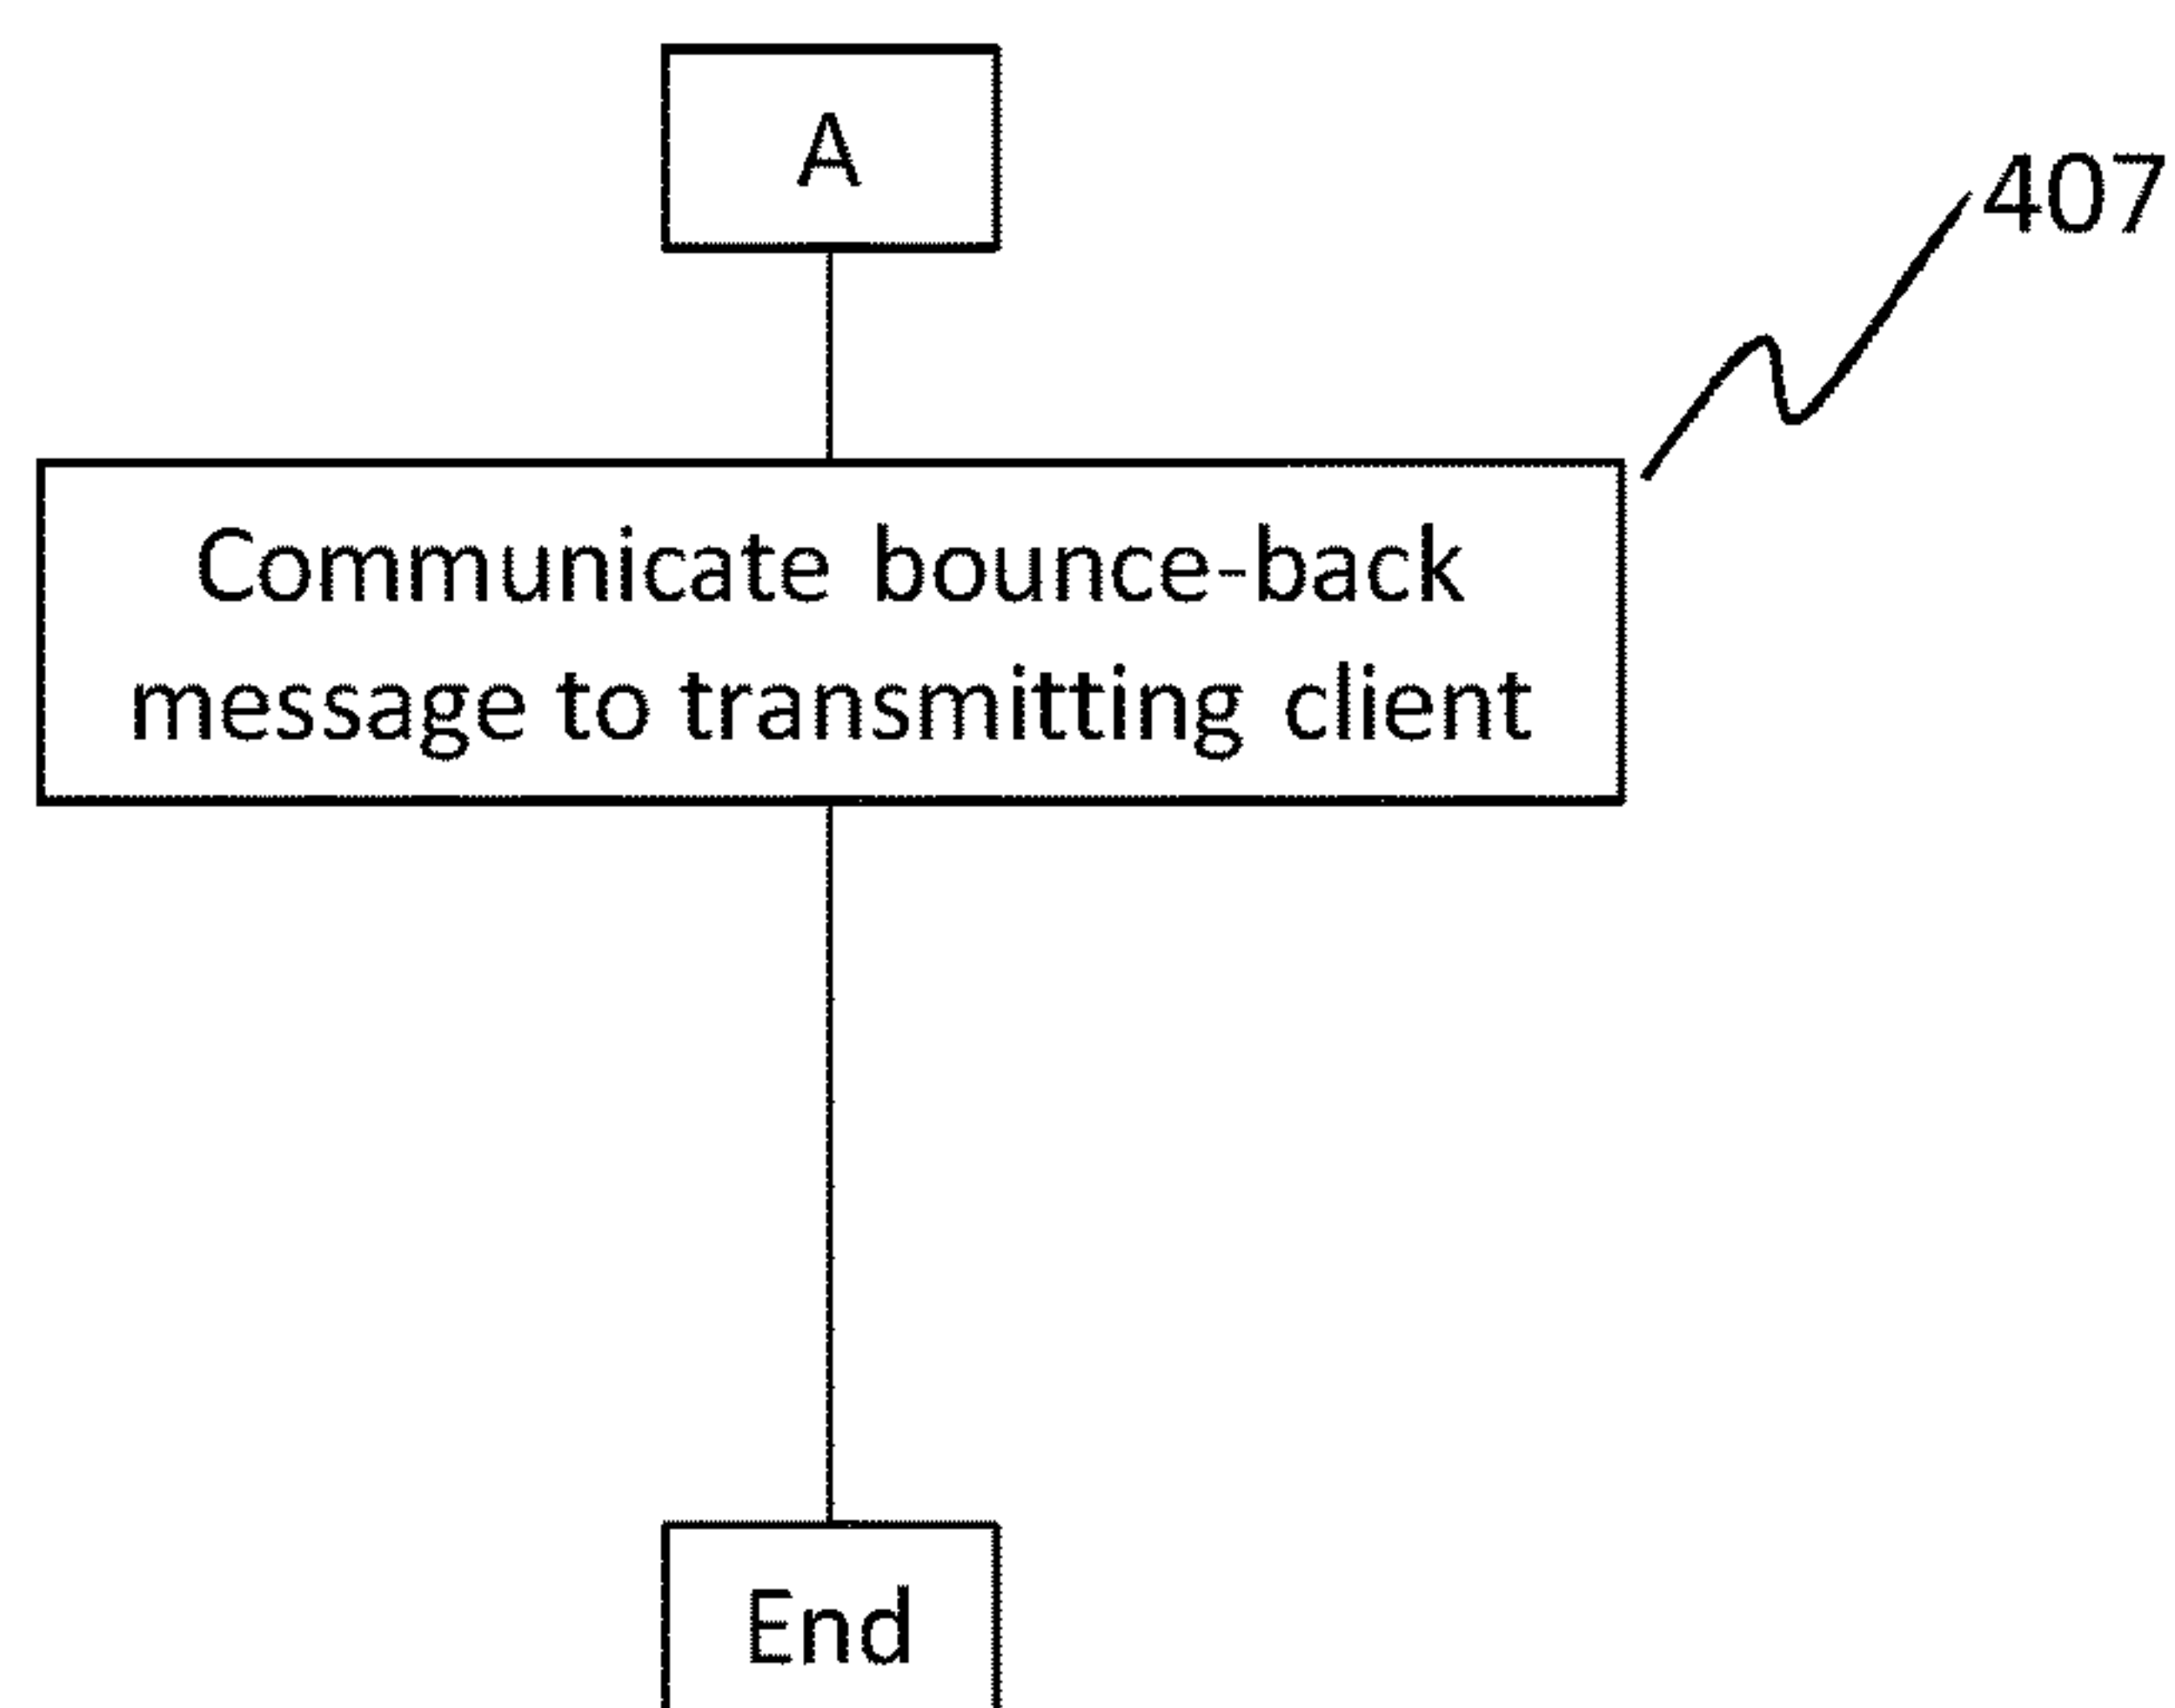 A
407
Communicate bounce-back
message to transmitting client
End